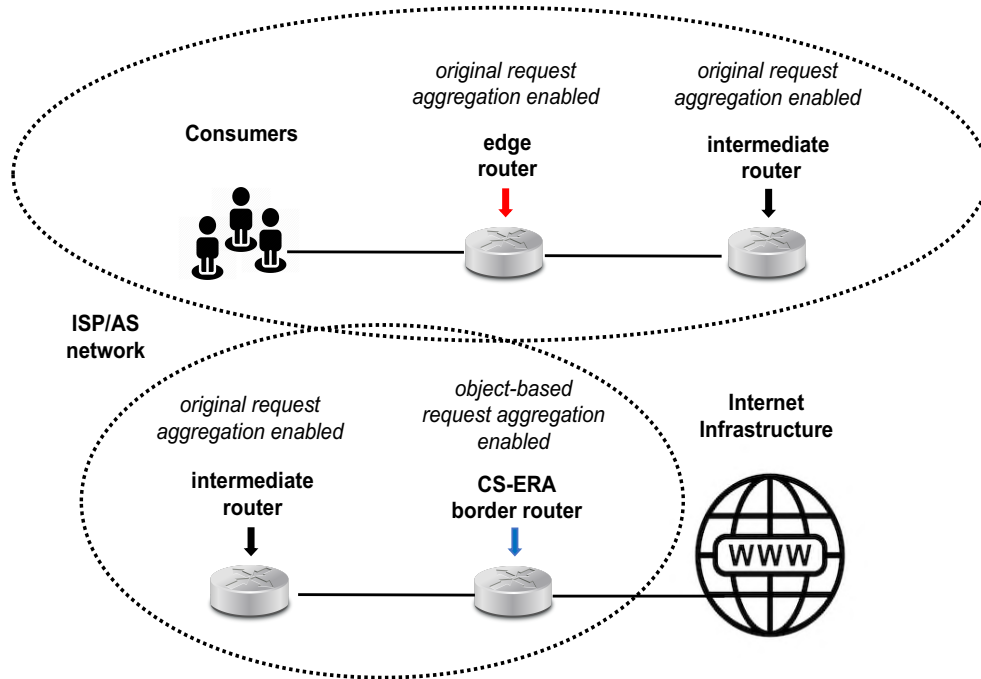 original request
aggregation enabled
original request
aggregation enabled
Consumers
edge
router
intermediate
router
ISP/AS
network
original request
aggregation enabled
object-based
request aggregation
enabled
Internet
Infrastructure
intermediate
router
CS-ERA
border router
WWW